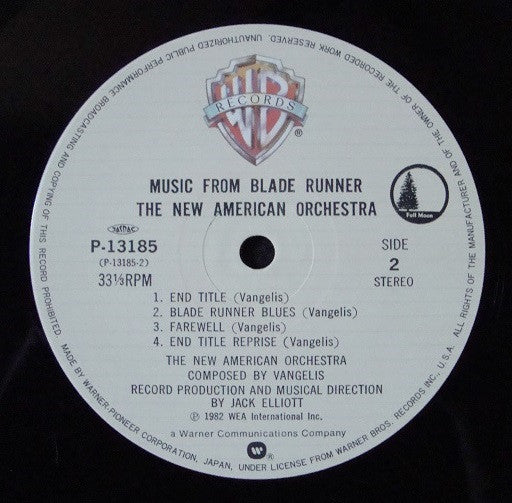 WB
RECORDS
®
MUSIC FROM BLADE RUNNER
THE NEW AMERICAN ORCHESTRA
Full Moon
JASRAC
P-13185
(P-13185-2)
33⅓RPM
SIDE
2
STEREO
1. END TITLE (Vangelis)
2. BLADE RUNNER BLUES (Vangelis)
3. FAREWELL (Vangelis)
4. END TITLE REPRISE (Vangelis)
THE NEW AMERICAN ORCHESTRA
COMPOSED BY VANGELIS
RECORD PRODUCTION AND MUSICAL DIRECTION
BY JACK ELLIOTT
℗ 1982 WEA International Inc.
a Warner Communications Company
MADE BY WARNER-PIONEER CORPORATION, JAPAN, UNDER LICENSE FROM WARNER BROS. RECORDS INC., U.S.A. ALL RIGHTS OF THE MANUFACTURER AND OF THE OWNER OF THE RECORDED WORK RESERVED. UNAUTHORIZED PUBLIC PERFORMANCE BROADCASTING AND COPYING OF THIS RECORD PROHIBITED.